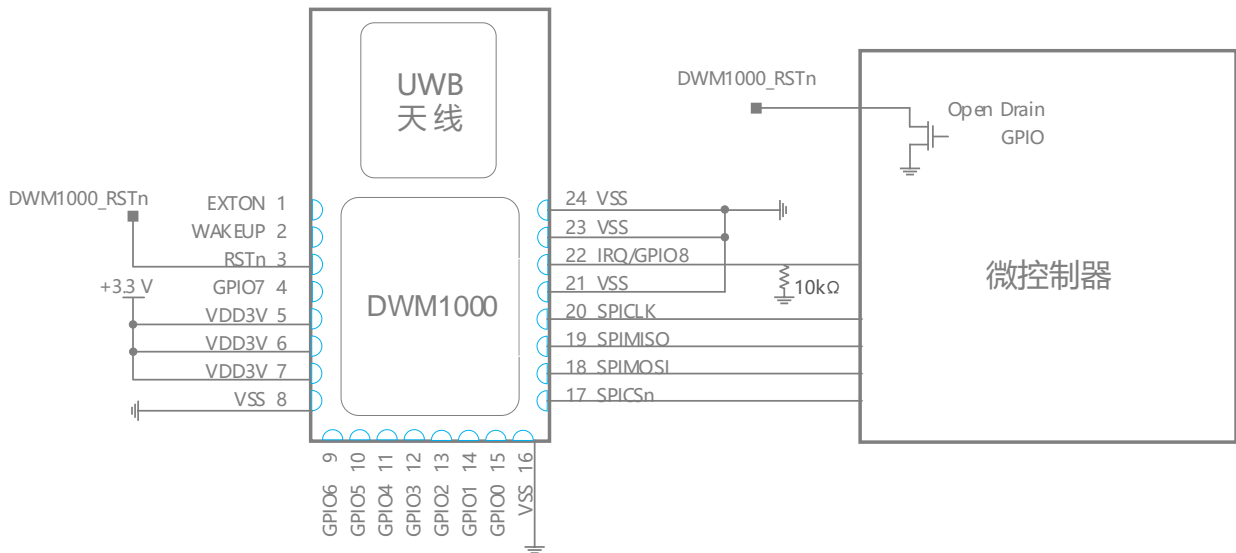 UWB
天线
DWM1000_RSTn
Open Drain
GPIO
DWM1000_RSTn
EXTON 1
WAKEUP 2
RSTn 3
+3.3 V
GPIO7 4
VDD3V 5
VDD3V 6
VDD3V 7
VSS 8
DWM1000
24 VSS
23 VSS
22 IRQ/GPIO8
21 VSS
10kΩ
20 SPICLK
19 SPIMISO
18 SPIMOSI
17 SPICSn
微控制器
GPIO6 9
GPIO5 10
GPIO4 11
GPIO3 12
GPIO2 13
GPIO1 14
GPIO0 15
VSS 16